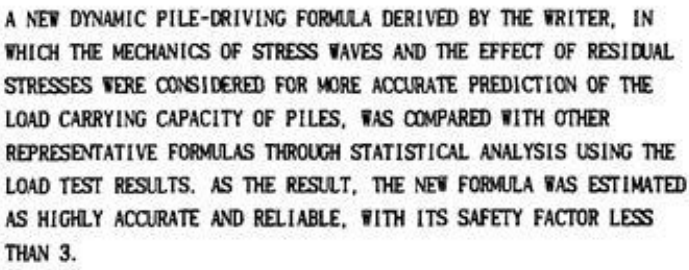 A NEW DYNAMIC PILE-DRIVING FORMULA DERIVED BY THE WRITER, IN
WHICH THE MECHANICS OF STRESS WAVES AND THE EFFECT OF RESIDUAL
STRESSES WERE CONSIDERED FOR MORE ACCURATE PREDICTION OF THE
LOAD CARRYING CAPACITY OF PILES, WAS COMPARED WITH OTHER
REPRESENTATIVE FORMULAS THROUGH STATISTICAL ANALYSIS USING THE
LOAD TEST RESULTS. AS THE RESULT, THE NEW FORMULA WAS ESTIMATED
AS HIGHLY ACCURATE AND RELIABLE, WITH ITS SAFETY FACTOR LESS
THAN 3.